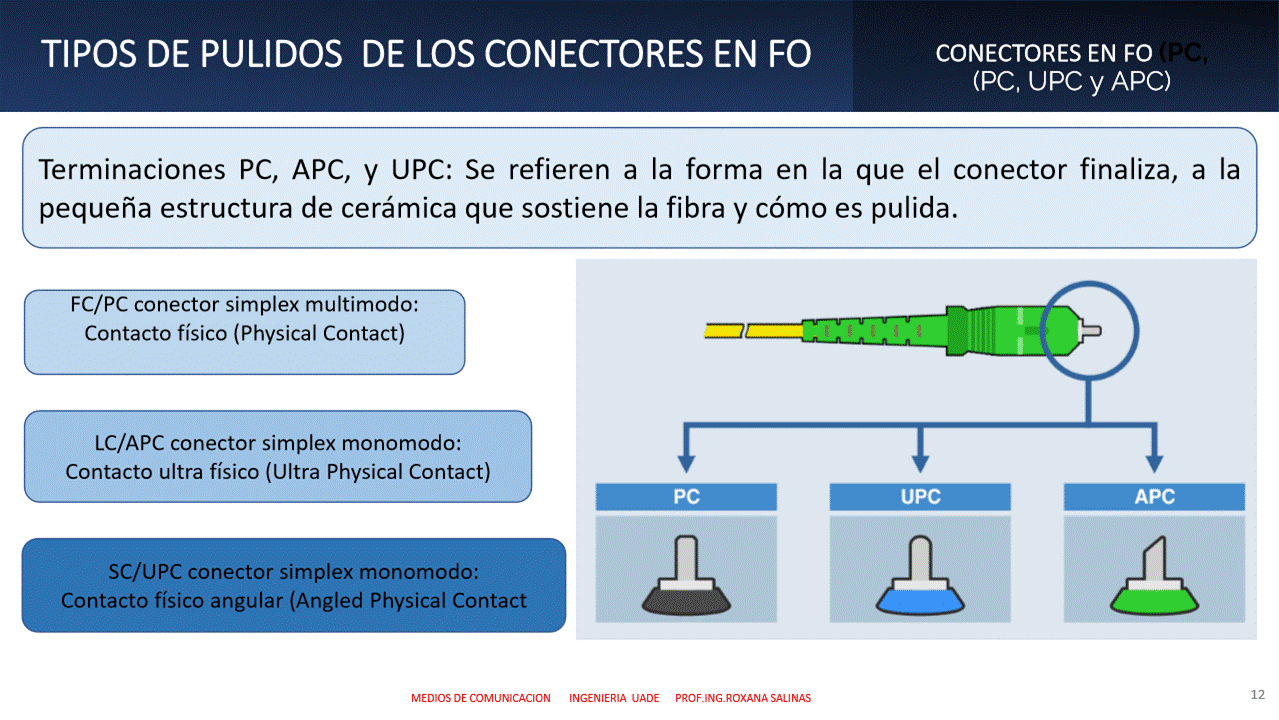 TIPOS DE PULIDOS DE LOS CONECTORES EN FO
CONECTORES EN FO (PC,
(PC, UPC y APC)
Terminaciones PC, APC, y UPC: Se refieren a la forma en la que el conector finaliza, a la
pequeña estructura de cerámica que sostiene la fibra y cómo es pulida.
FC/PC conector simplex multimodo:
Contacto físico (Physical Contact)
LC/APC conector simplex monomodo:
Contacto ultra físico (Ultra Physical Contact)
SC/UPC conector simplex monomodo:
Contacto físico angular (Angled Physical Contact
PC
UPC
APC
MEDIOS DE COMUNICACION INGENIERIA UADE PROF.ING.ROXANA SALINAS
12